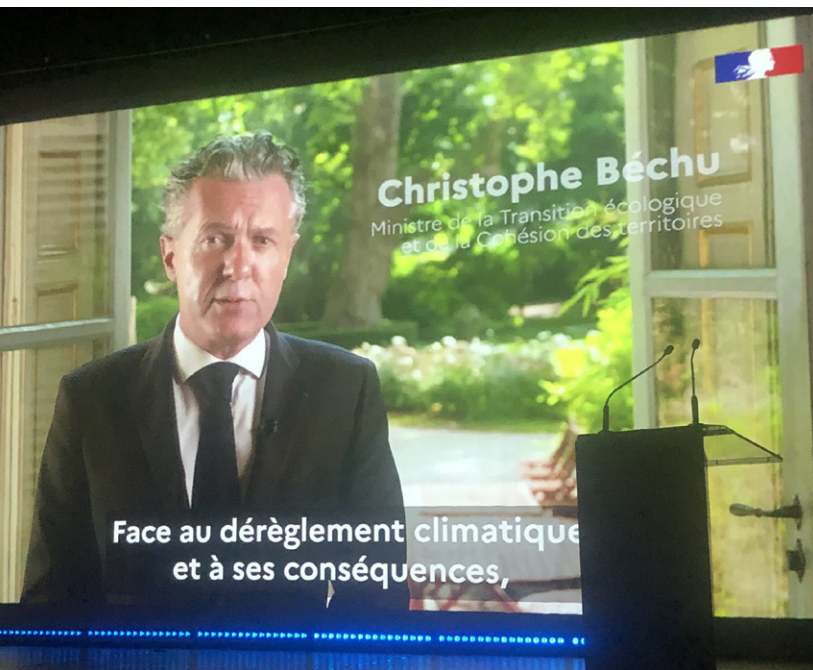 Christophe Béchu
Ministre de la Transition écologique
et de la Cohésion des territoires
Face au dérèglement climatique
et à ses conséquences,